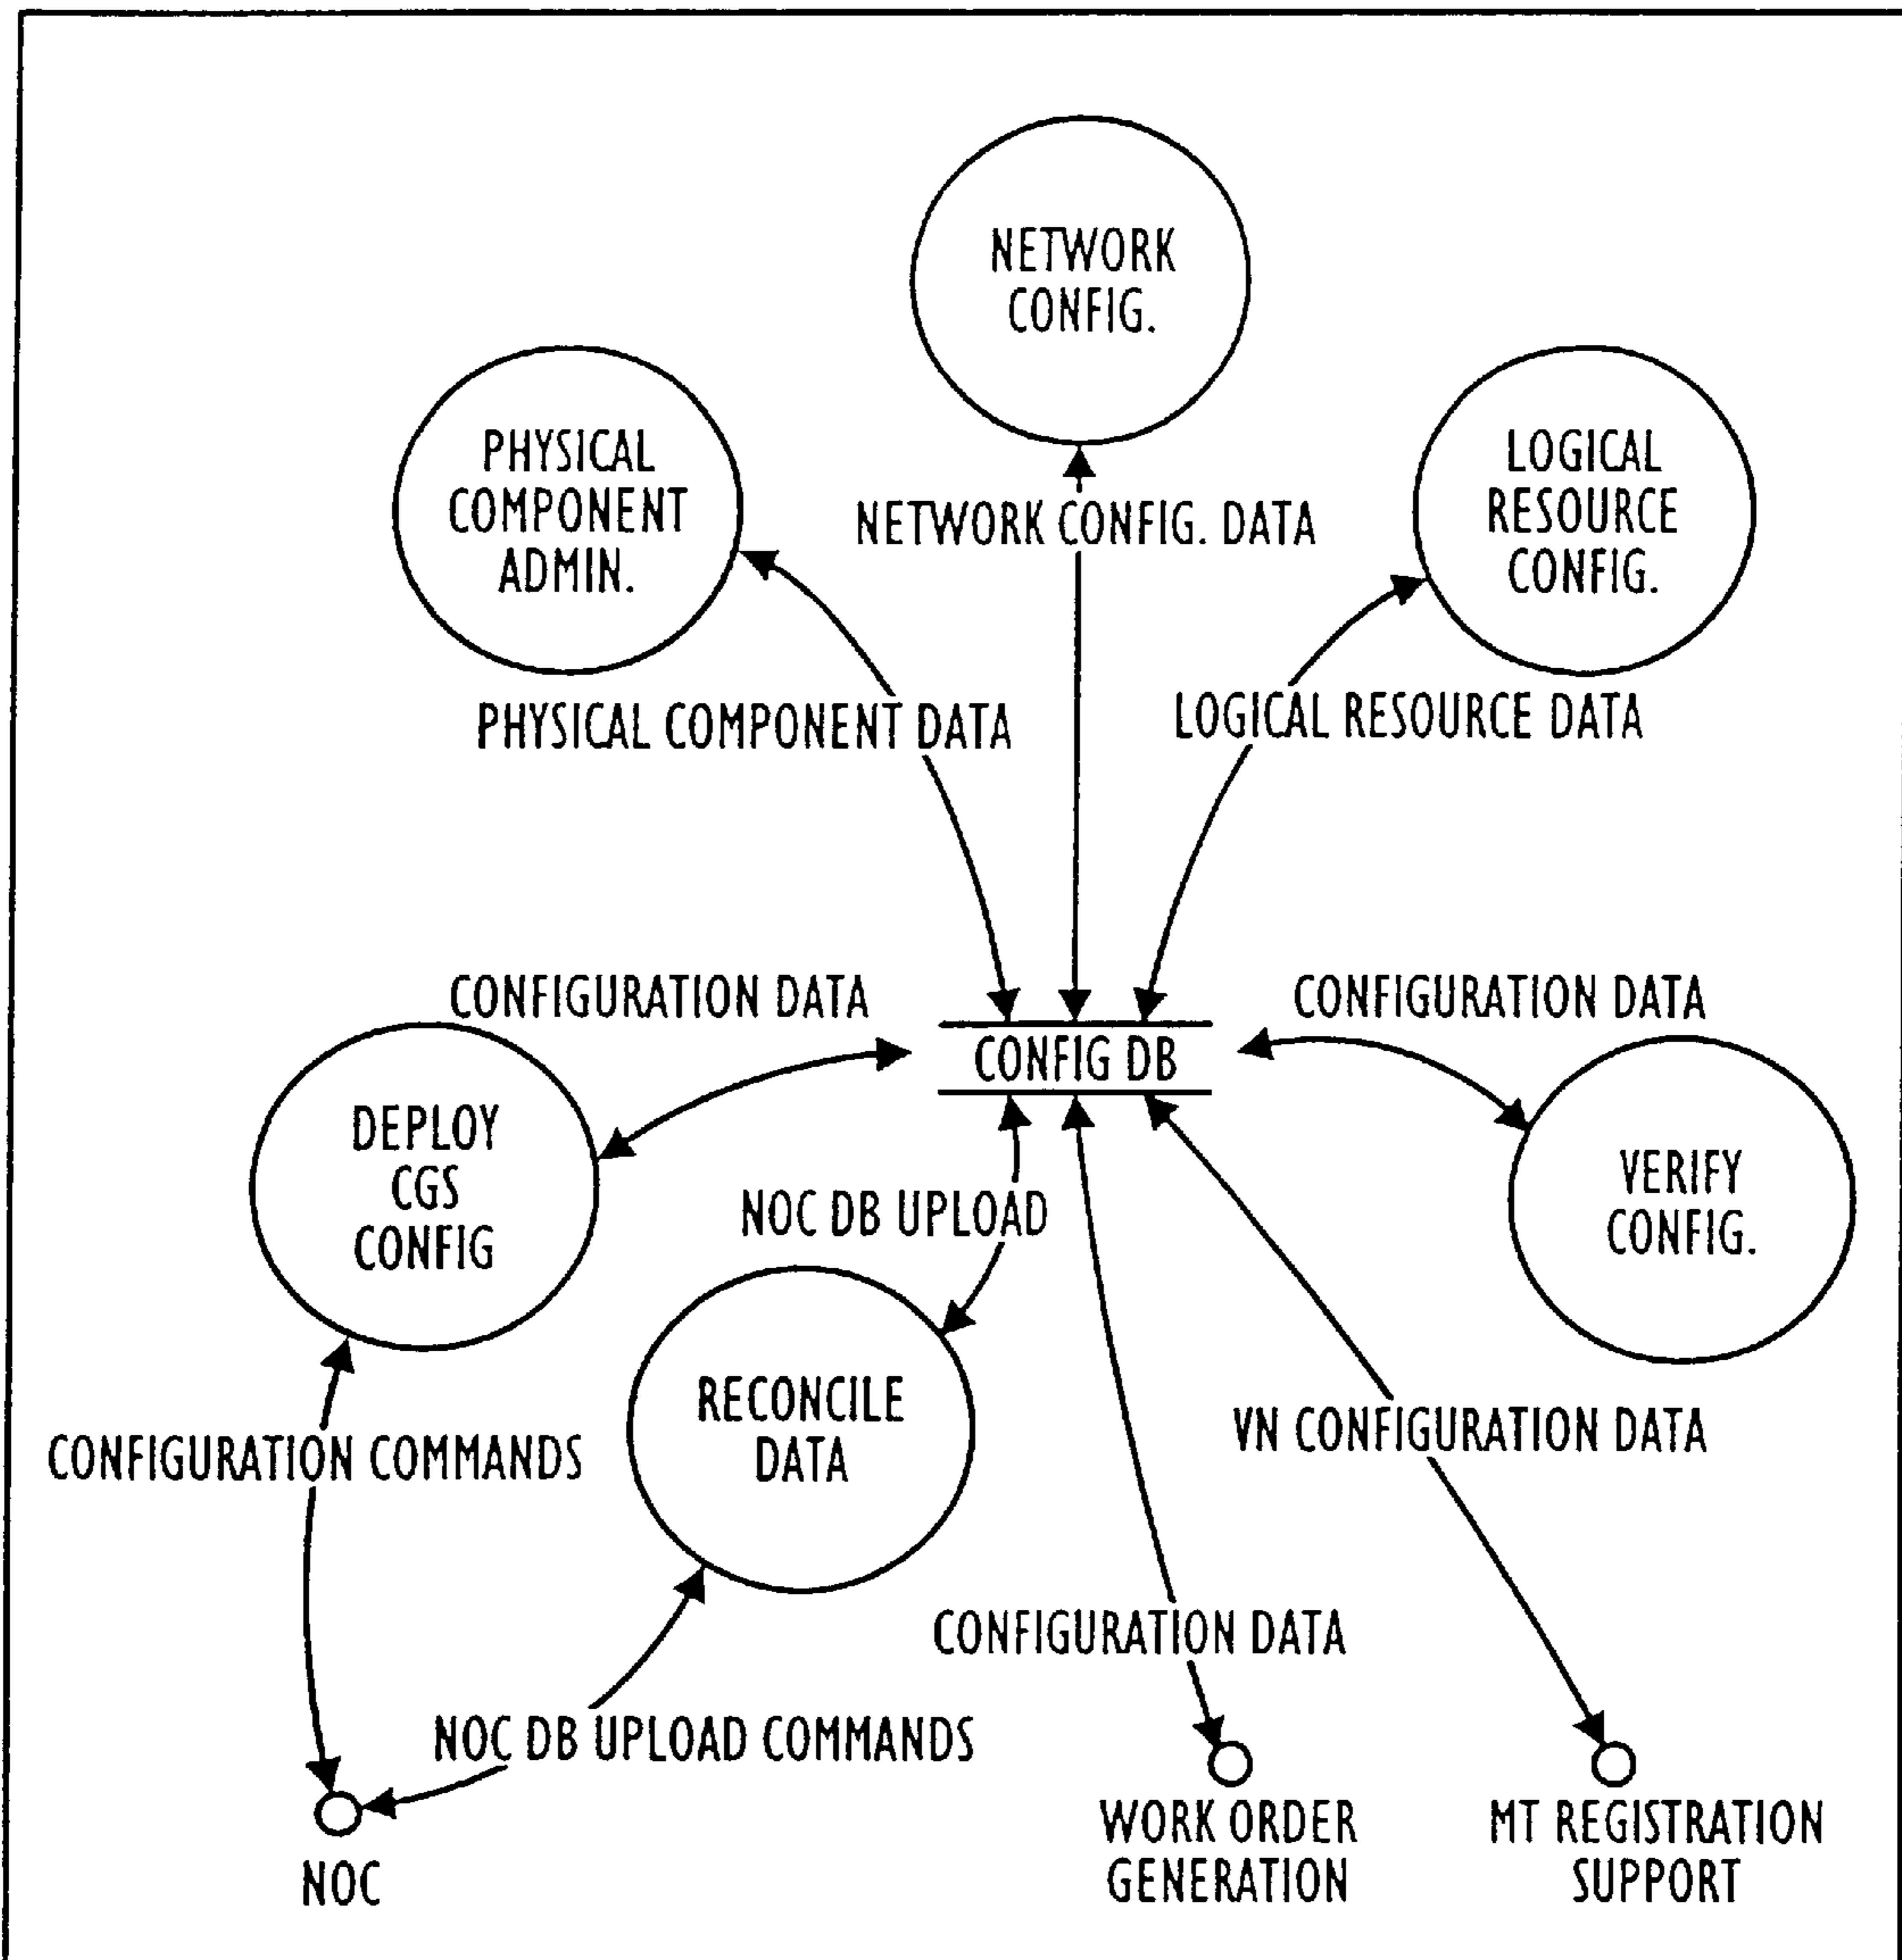 NETWORK
CONFIG.
PHYSICAL
COMPONENT
ADMIN.
LOGICAL
RESOURCE
CONFIG.
NETWORK CONFIG. DATA
PHYSICAL COMPONENT DATA
LOGICAL RESOURCE DATA
CONFIGURATION DATA
CONFIGURATION DATA
CONFIG DB
DEPLOY
CGS
CONFIG
VERIFY
CONFIG.
NOC DB UPLOAD
RECONCILE
DATA
CONFIGURATION COMMANDS
VN CONFIGURATION DATA
CONFIGURATION DATA
NOC DB UPLOAD COMMANDS
NOC
WORK ORDER
GENERATION
MT REGISTRATION
SUPPORT